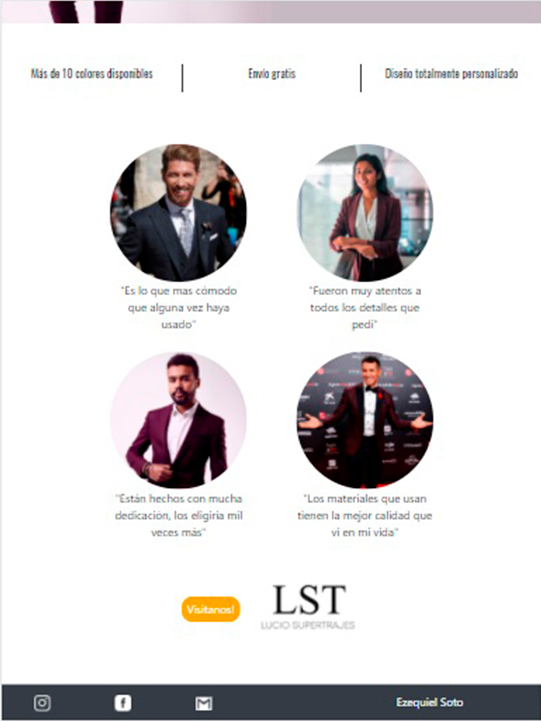 Más de 10 colores disponibles
Envío gratis
Diseño totalmente personalizado
"Es lo que mas cómodo
que alguna vez haya
usado"
"Fueron muy atentos a
todos los detalles que
pedí"
"Están hechos con mucha
dedicación, los eligiría mil
veces más"
"Los materiales que usan
tienen la mejor calidad que
vi en mi vida"
Visitanos!
LST
LUCIO SUPERTRAJES
Ezequiel Soto